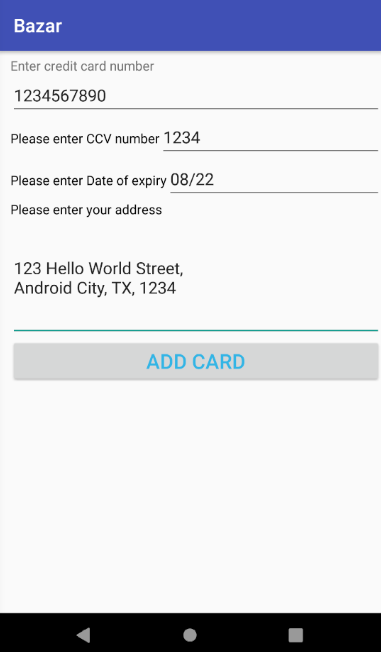 Bazar
Enter credit card number
1234567890
Please enter CCV number 1234
Please enter Date of expiry 08/22
Please enter your address
123 Hello World Street,
Android City, TX, 1234
ADD CARD